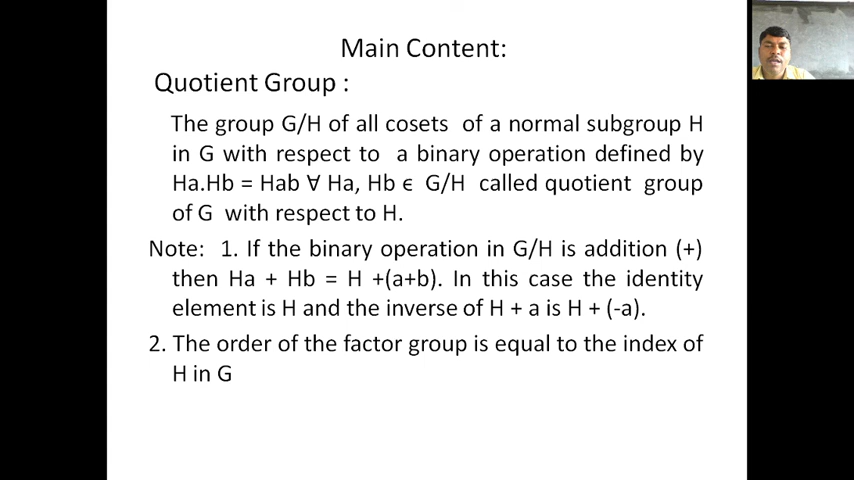 Main Content:
Quotient Group :
The group G/H of all cosets of a normal subgroup H
in G with respect to a binary operation defined by
Ha.Hb = Hab ∀ Ha, Hb ϵ G/H called quotient group
of G with respect to H.
Note: 1. If the binary operation in G/H is addition (+)
then Ha + Hb = H +(a+b). In this case the identity
element is H and the inverse of H + a is H + (-a).
2. The order of the factor group is equal to the index of
H in G